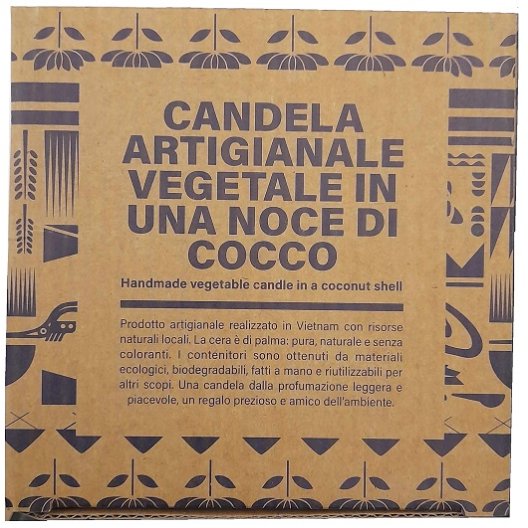 CANDELA
ARTIGIANALE
VEGETALE IN
UNA NOCE DI
COCCO
Handmade vegetable candle in a coconut shell
Prodotto artigianale realizzato in Vietnam con risorse
naturali locali. La cera è di palma: pura, naturale e senza
coloranti. I contenitori sono ottenuti da materiali
ecologici, biodegradabili, fatti a mano e riutilizzabili per
altri scopi. Una candela dalla profumazione leggera e
piacevole, un regalo prezioso e amico dell'ambiente.